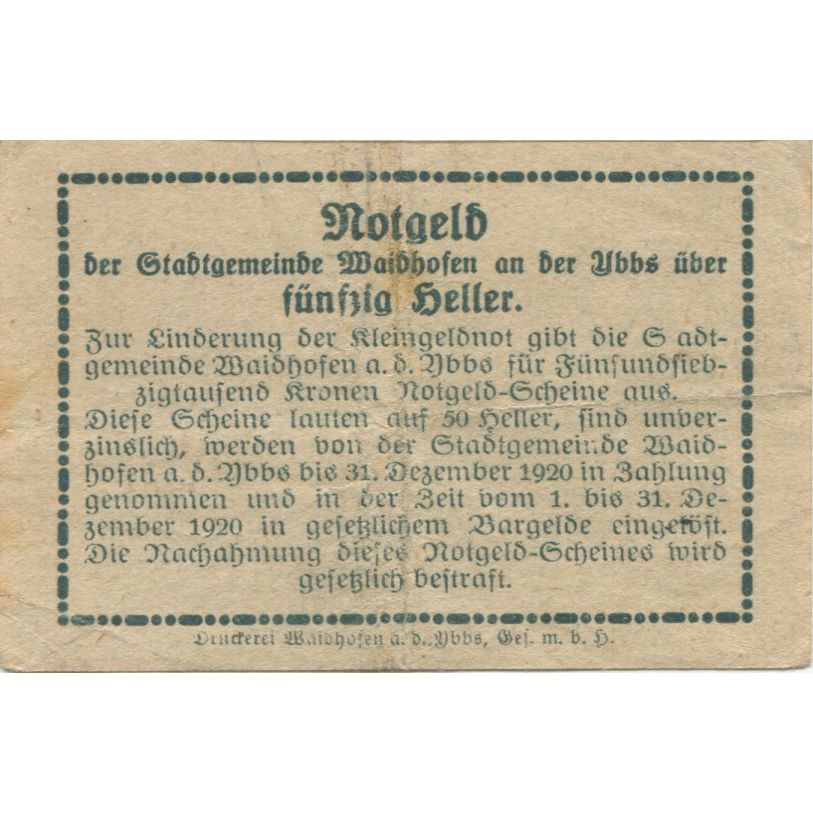 Notgeld
der Stadtgemeinde Waidhofen an der Ybbs über
fünfzig Heller.
Zur Linderung der Kleingeldnot gibt die S adt-
gemeinde Waidhofen a. d. Ybbs für Fünfundsieb-
zigtausend Kronen Notgeld-Scheine aus.
Diese Scheine lauten auf 50 Heller, sind unver-
zinslich, werden von der Stadtgemeinde Waid-
hofen a. d. Ybbs bis 31. Dezember 1920 in Zahlung
genommen und in der Zeit vom 1. bis 31. De-
zember 1920 in gesetzlichem Bargelde eingelöst.
Die Nachahmung dieses Notgeld-Scheines wird
gesetzlich bestraft.
Druckerei Waidhofen a. d. Ybbs, Ges. m. b. H.